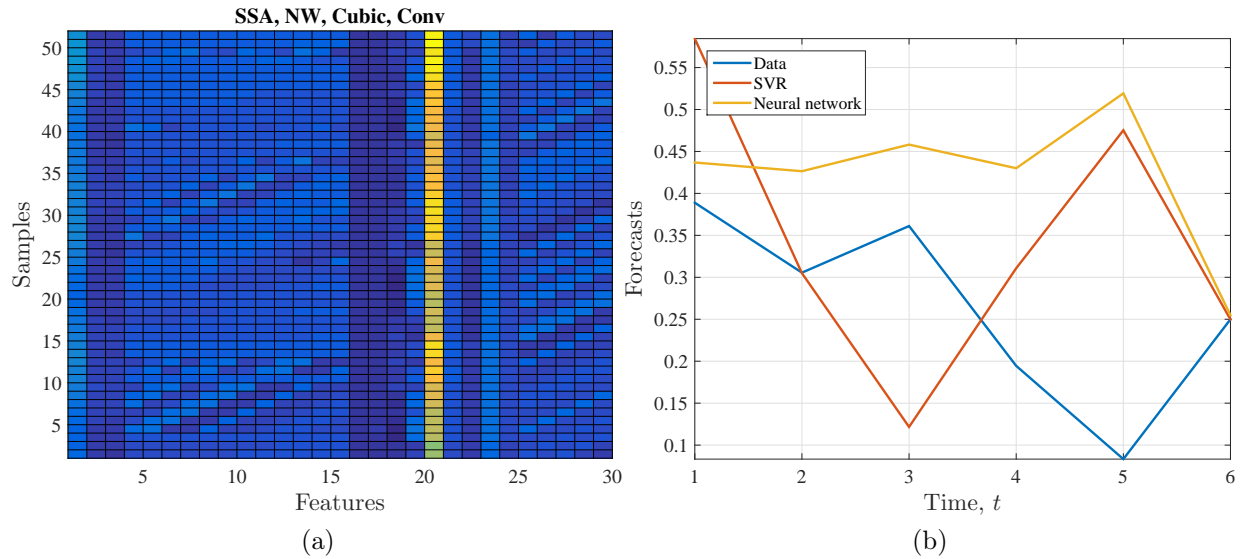 SSA, NW, Cubic, Conv
50
45
40
35
30
25
20
15
10
5
Samples
5 10 15 20 25 30
Features
(a)
Data
SVR
Neural network
0.55
0.5
0.45
0.4
0.35
0.3
0.25
0.2
0.15
0.1
Forecasts
1 2 3 4 5 6
Time, t
(b)